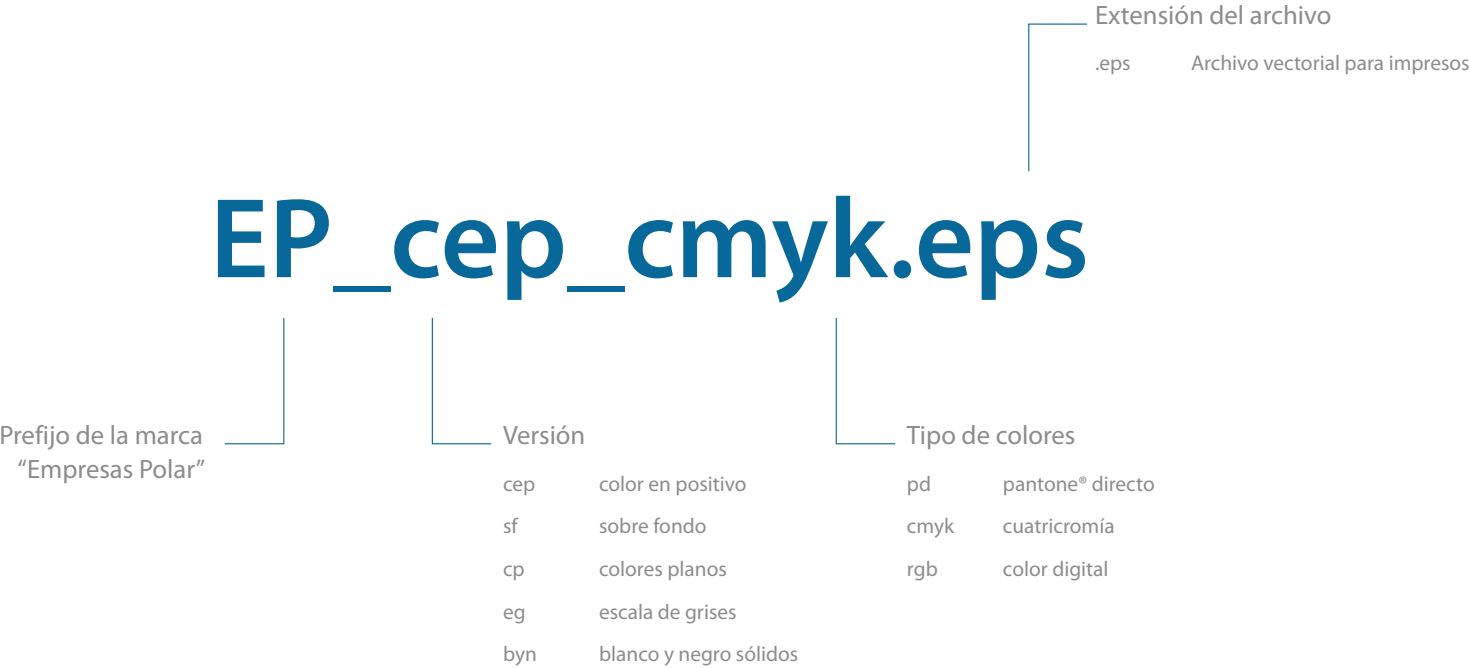 Extensión del archivo
.eps Archivo vectorial para impresos
EP_cep_cmyk.eps
Prefijo de la marca
“Empresas Polar”
Versión
cep color en positivo
sf sobre fondo
cp colores planos
eg escala de grises
byn blanco y negro sólidos
Tipo de colores
pd pantone® directo
cmyk cuatricromía
rgb color digital